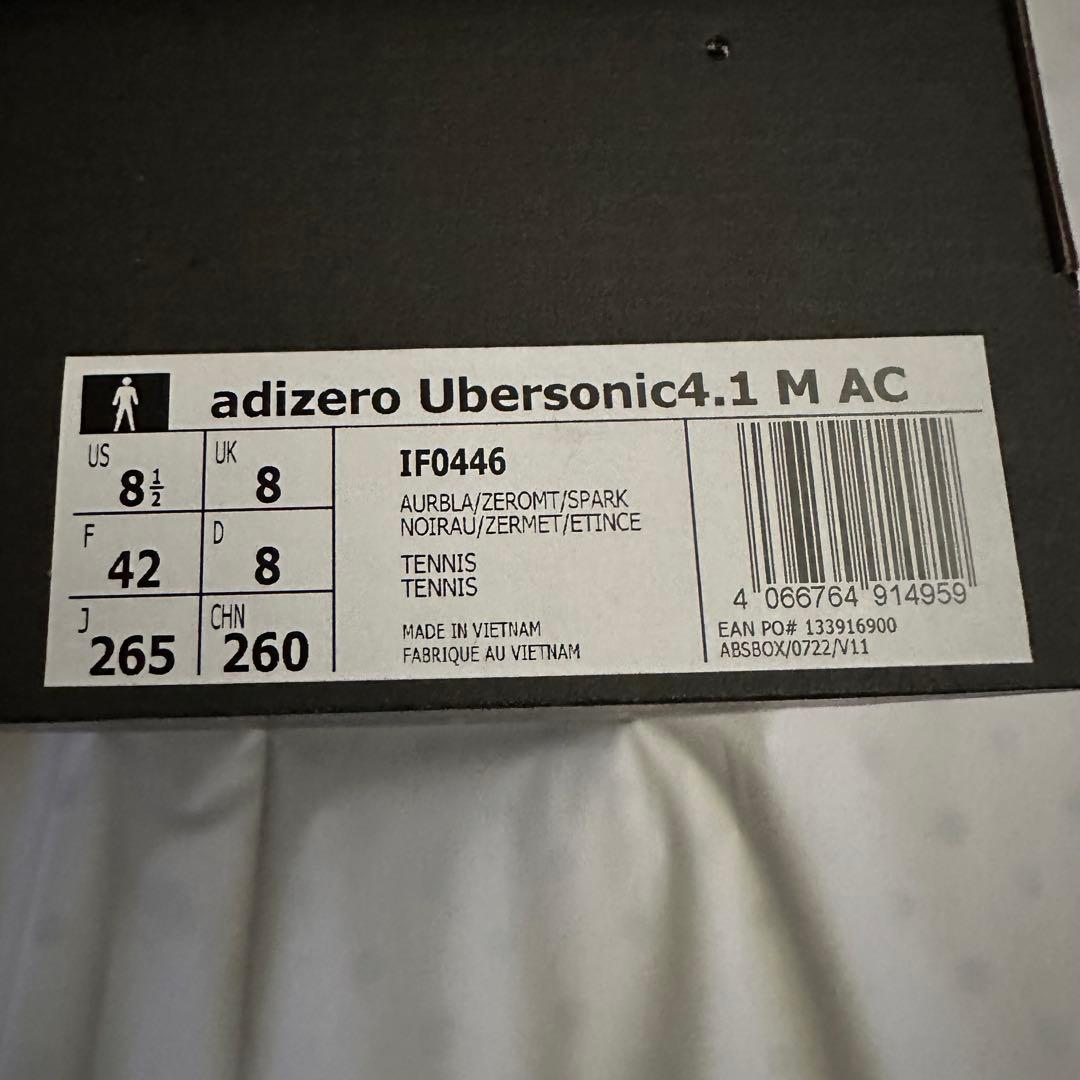 adizero Ubersonic4.1 M AC
US 8½
UK 8
F 42
D 8
J 265
CHN 260
IF0446
AURBLA/ZEROMT/SPARK
NOIRAU/ZERMET/ETINCE
TENNIS
TENNIS
MADE IN VIETNAM
FABRIQUÉ AU VIETNAM
4 066764 914959
EAN PO# 133916900
ABSBOX/0722/V11